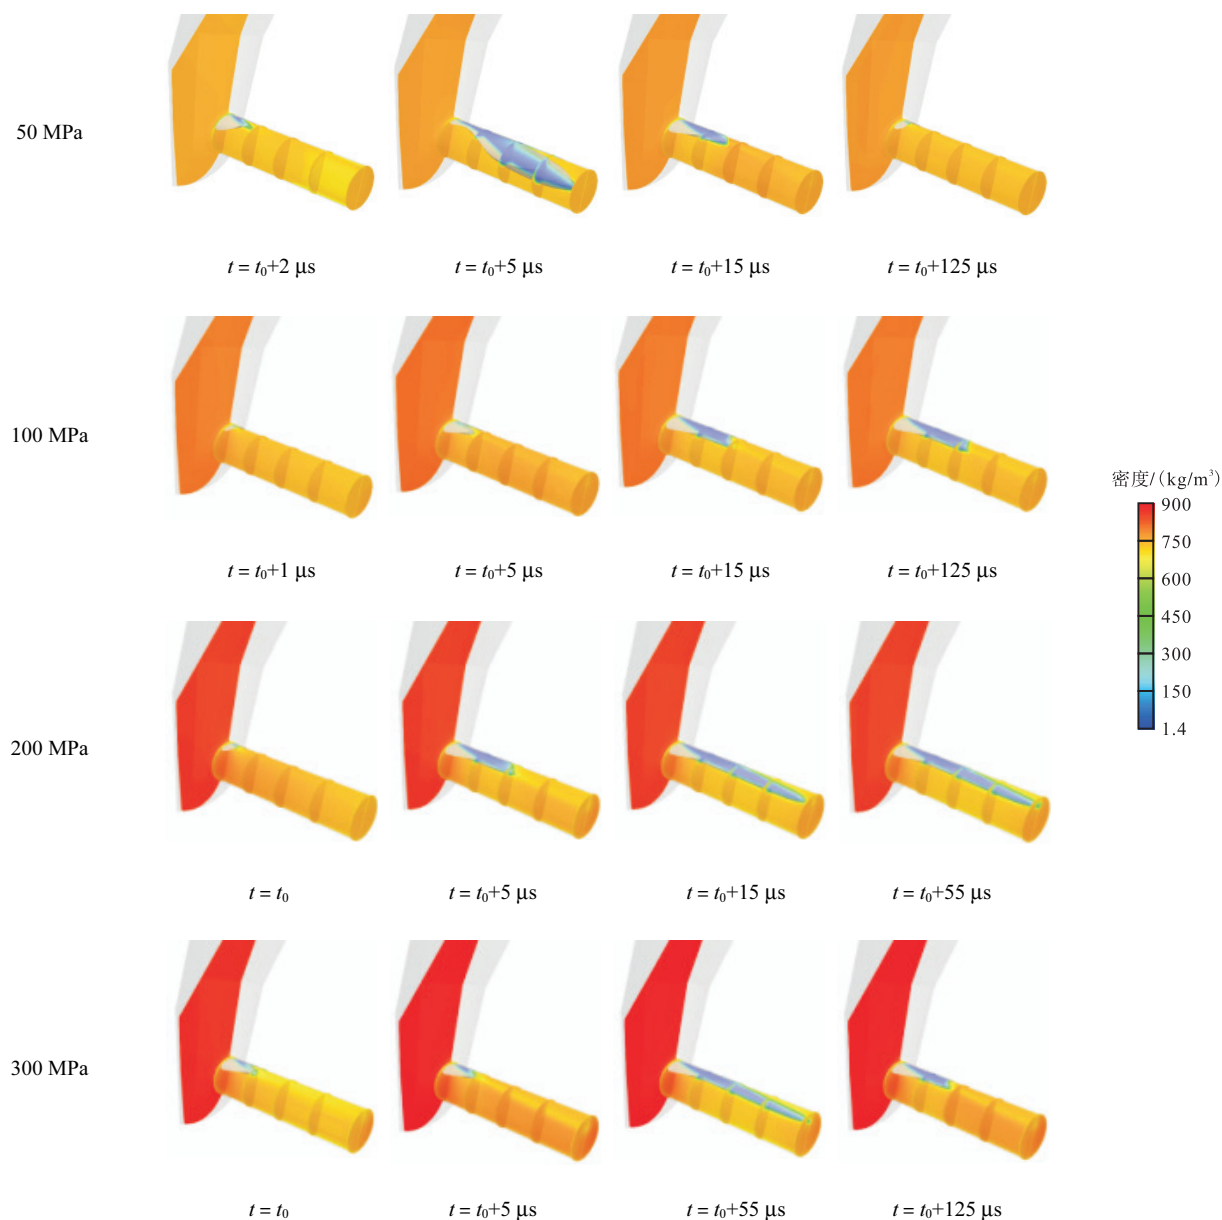 50 MPa
t = t₀+2 μs
t = t₀+5 μs
t = t₀+15 μs
t = t₀+125 μs
100 MPa
t = t₀+1 μs
t = t₀+5 μs
t = t₀+15 μs
t = t₀+125 μs
密度/(kg/m³)
900
750
600
450
300
150
1.4
200 MPa
t = t₀
t = t₀+5 μs
t = t₀+15 μs
t = t₀+55 μs
300 MPa
t = t₀
t = t₀+5 μs
t = t₀+55 μs
t = t₀+125 μs